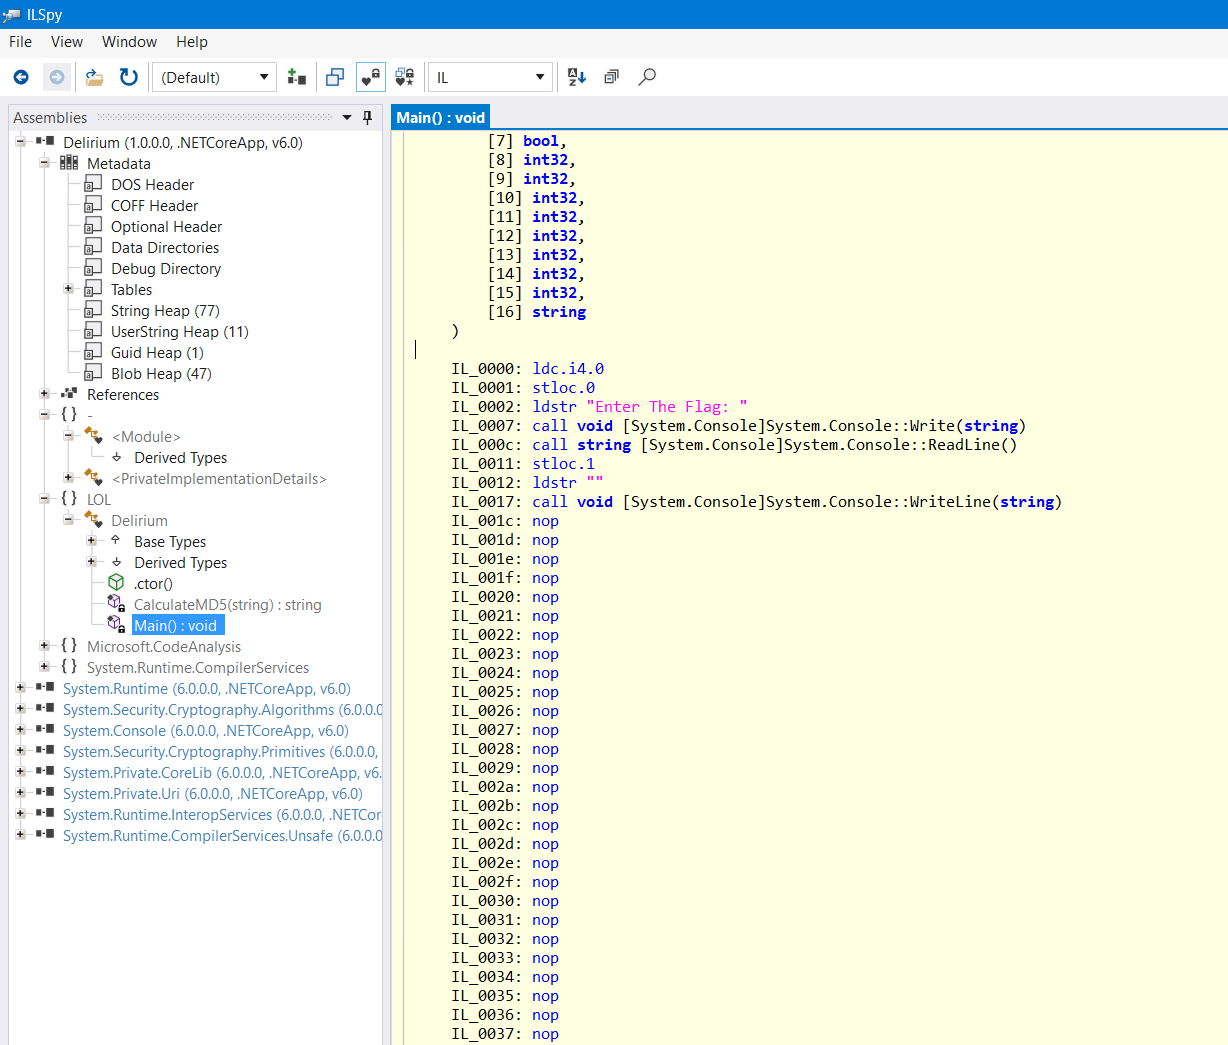 ILSpy
File View Window Help
(Default) IL
Assemblies
Delirium (1.0.0.0, .NETCoreApp, v6.0)
Metadata
DOS Header
COFF Header
Optional Header
Data Directories
Debug Directory
Tables
String Heap (77)
UserString Heap (11)
Guid Heap (1)
Blob Heap (47)
References
{} -
<Module>
Derived Types
<PrivateImplementationDetails>
{} LOL
Delirium
Base Types
Derived Types
.ctor()
CalculateMD5(string) : string
Main() : void
{} Microsoft.CodeAnalysis
{} System.Runtime.CompilerServices
System.Runtime (6.0.0.0, .NETCoreApp, v6.0)
System.Security.Cryptography.Algorithms (6.0.0.0
System.Console (6.0.0.0, .NETCoreApp, v6.0)
System.Security.Cryptography.Primitives (6.0.0.0,
System.Private.CoreLib (6.0.0.0, .NETCoreApp, v6.
System.Private.Uri (6.0.0.0, .NETCoreApp, v6.0)
System.Runtime.InteropServices (6.0.0.0, .NETCor
System.Runtime.CompilerServices.Unsafe (6.0.0.0
Main() : void
[7] bool,
[8] int32,
[9] int32,
[10] int32,
[11] int32,
[12] int32,
[13] int32,
[14] int32,
[15] int32,
[16] string
)
IL_0000: ldc.i4.0
IL_0001: stloc.0
IL_0002: ldstr "Enter The Flag: "
IL_0007: call void [System.Console]System.Console::Write(string)
IL_000c: call string [System.Console]System.Console::ReadLine()
IL_0011: stloc.1
IL_0012: ldstr ""
IL_0017: call void [System.Console]System.Console::WriteLine(string)
IL_001c: nop
IL_001d: nop
IL_001e: nop
IL_001f: nop
IL_0020: nop
IL_0021: nop
IL_0022: nop
IL_0023: nop
IL_0024: nop
IL_0025: nop
IL_0026: nop
IL_0027: nop
IL_0028: nop
IL_0029: nop
IL_002a: nop
IL_002b: nop
IL_002c: nop
IL_002d: nop
IL_002e: nop
IL_002f: nop
IL_0030: nop
IL_0031: nop
IL_0032: nop
IL_0033: nop
IL_0034: nop
IL_0035: nop
IL_0036: nop
IL_0037: nop